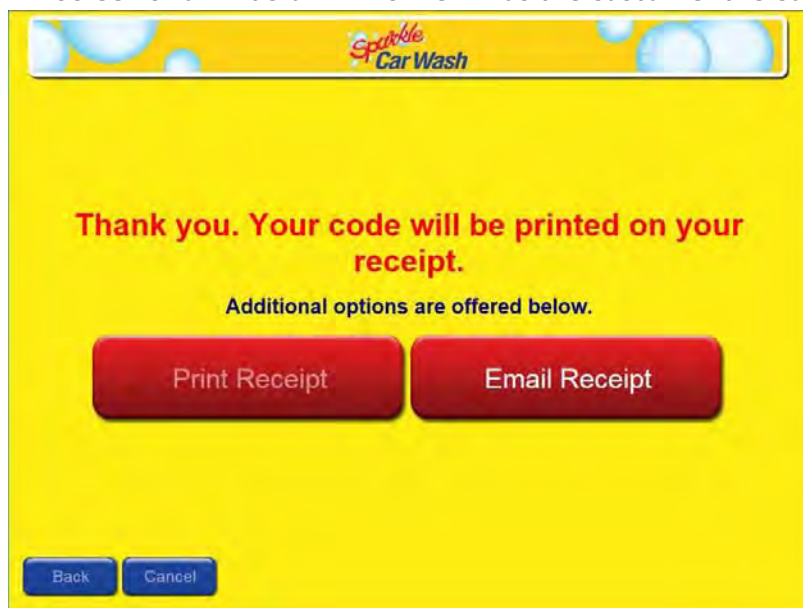 Sparkle
Car Wash
Thank you. Your code will be printed on your
receipt.
Additional options are offered below.
Print Receipt
Email Receipt
Back
Cancel